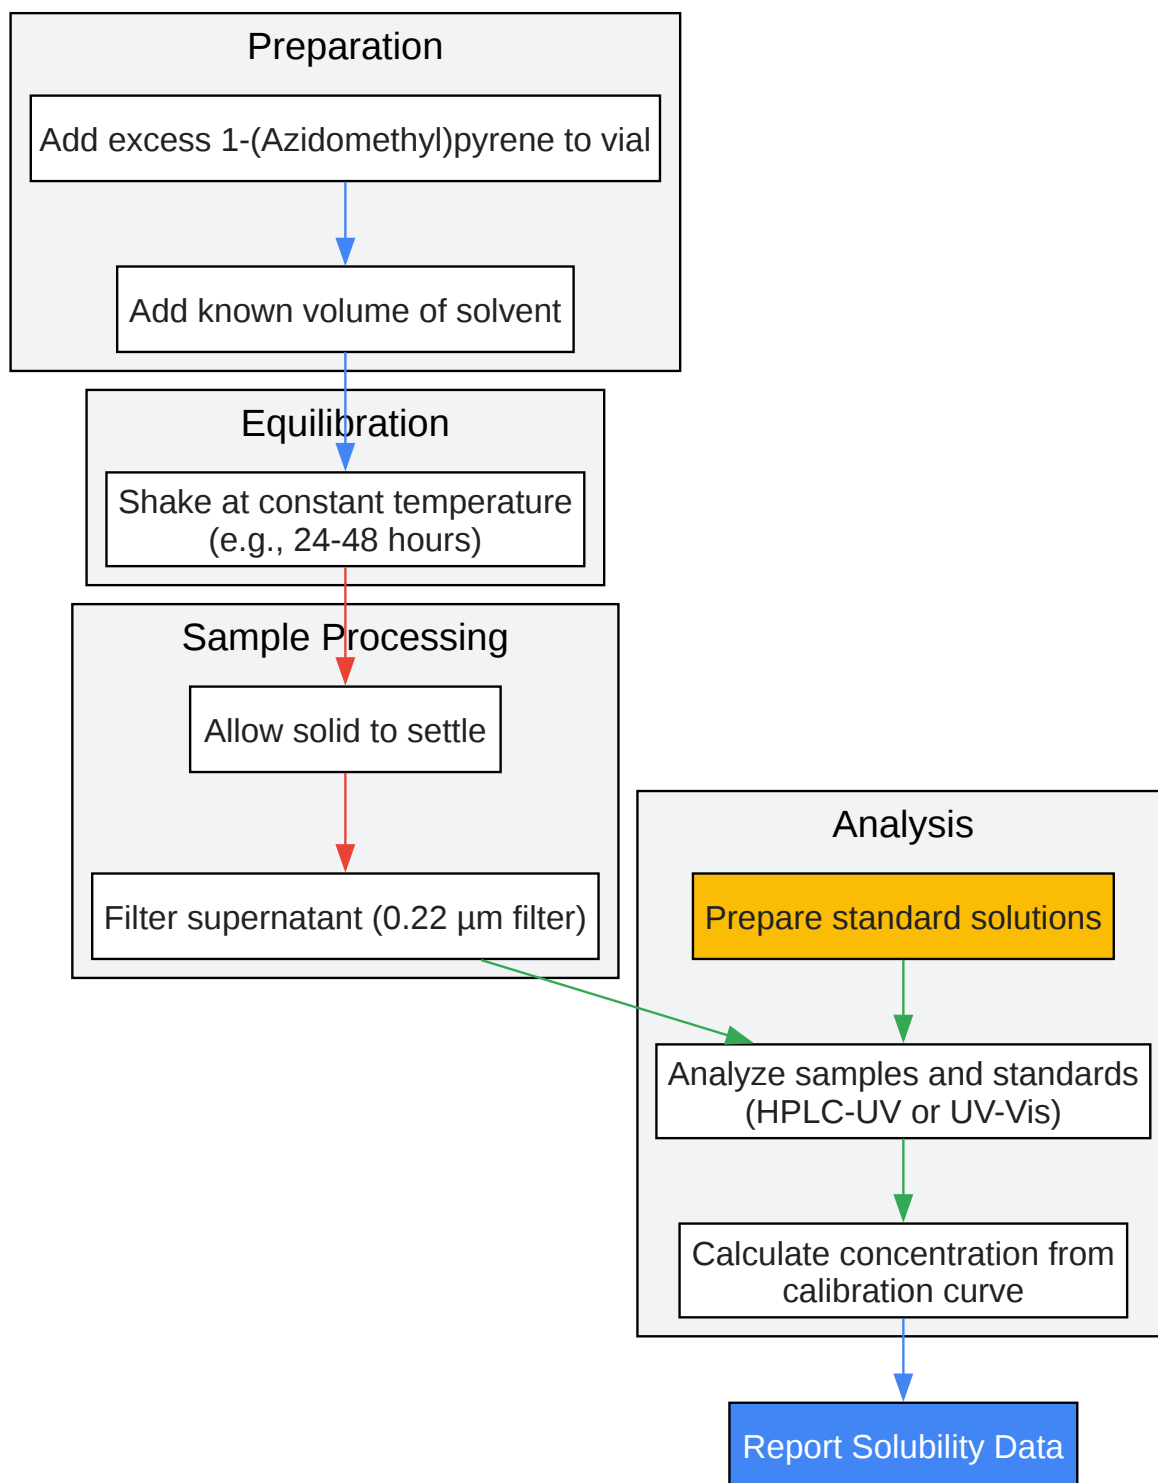 Preparation
Add excess 1-(Azidomethyl)pyrene to vial
Add known volume of solvent
Equilibration
Shake at constant temperature
(e.g., 24-48 hours)
Sample Processing
Allow solid to settle
Filter supernatant (0.22 µm filter)
Analysis
Prepare standard solutions
Analyze samples and standards
(HPLC-UV or UV-Vis)
Calculate concentration from
calibration curve
Report Solubility Data